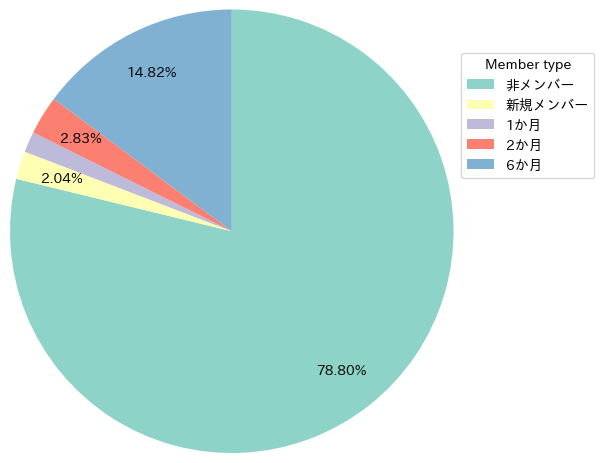 14.82%
2.83%
2.04%
78.80%
Member type
非メンバー
新規メンバー
1か月
2か月
6か月